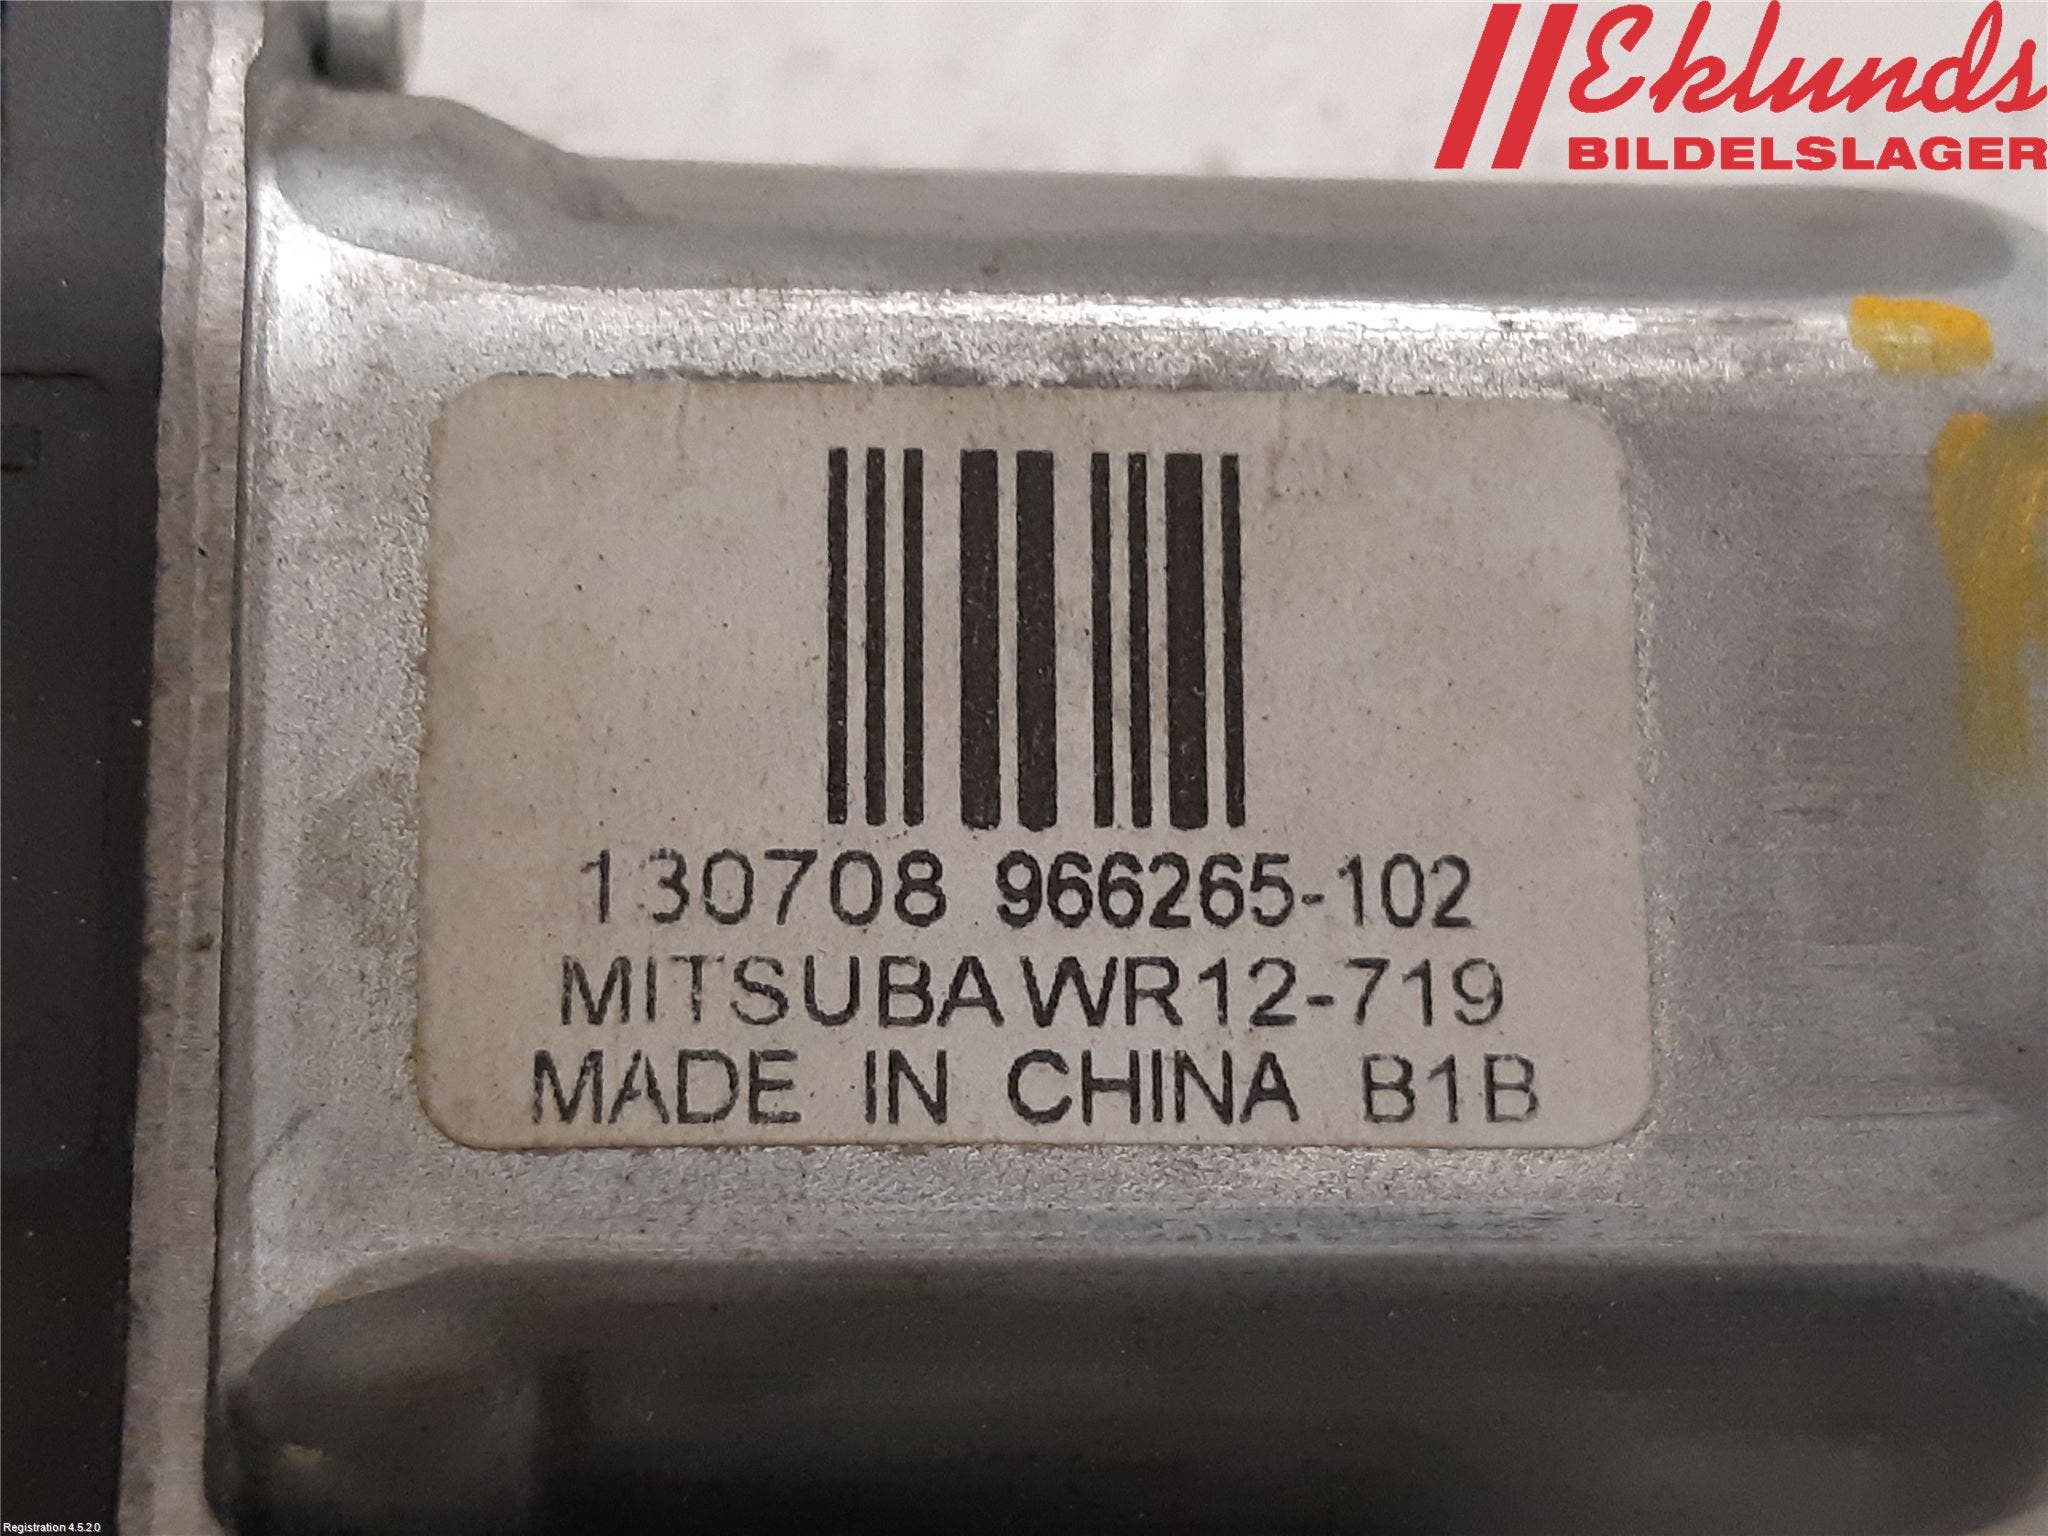 Eklunds
BILDELSLAGER
130708 966265-102
MITSUBA WR12-719
MADE IN CHINA B1B
Registration 4.5.2.0